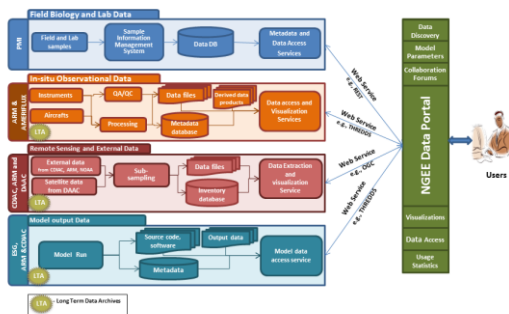 Field Biology and Lab Data
PMI
Field and Lab
samples
Sample
Information
Management
System
Data DB
Metadata and
Data Access
Services
In-situ Observational Data
ARM &
AMERIFLUX
Instruments
QA/QC
Data files
Derived data
products
Aircrafts
Processing
Metadata
database
Data access and
Visualization
Services
LTA
Remote Sensing and External Data
CDIAC, ARM and
DAAC
External data
from CDIAC, ARM, NOAA
Satellite data
from DAAC
Sub-
sampling
Data files
Inventory
database
Data Extraction
and
visualization
Service
LTA
Model output Data
ESG,
ARM & CDIAC
Model Run
Source code,
software
Output data
Metadata
Model data
access service
LTA
LTA
- Long Term Data Archives
Web Service
e.g., REST
Web Service
e.g., THREDDS
Web Service
e.g., OGC
Web Service
e.g., THREDDS
Data
Discovery
Model
Parameters
Collaboration
Forums
NGEE Data Portal
Visualizations
Data Access
Usage
Statistics
Users